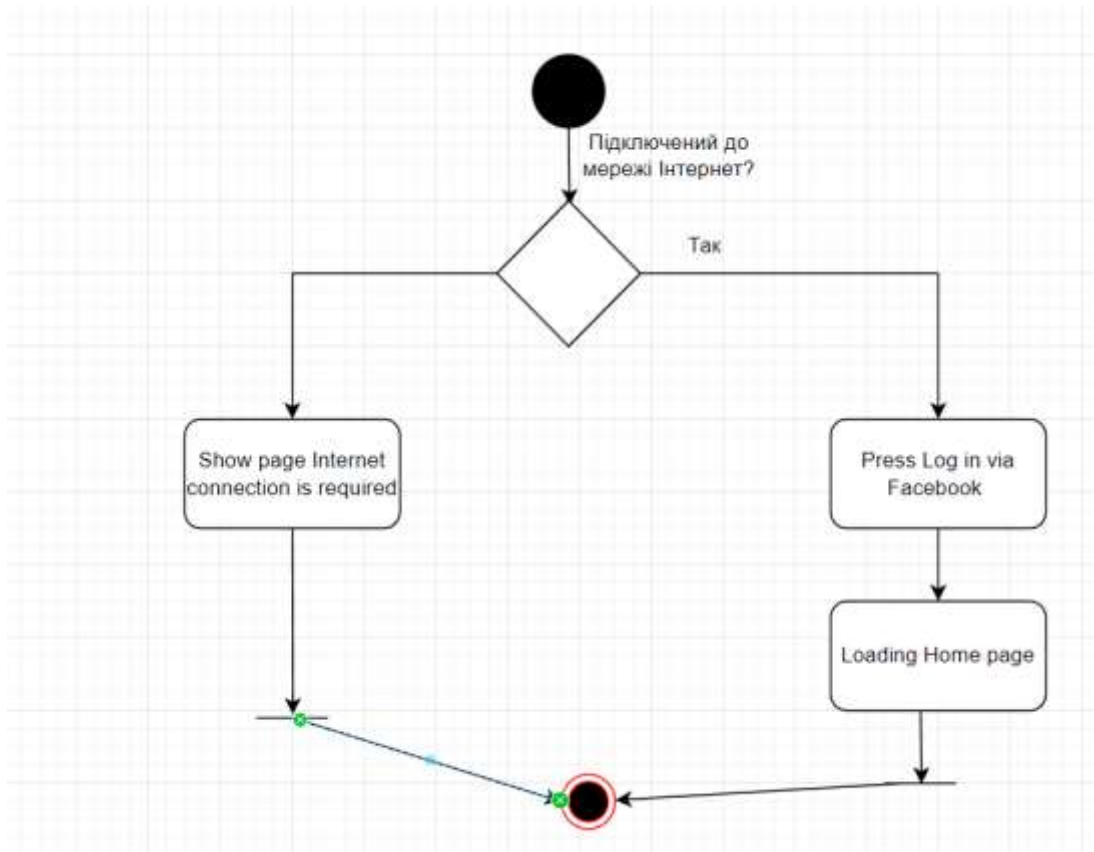 Підключений до
мережі Інтернет?
Так
Show page Internet
connection is required
Press Log in via
Facebook
Loading Home page